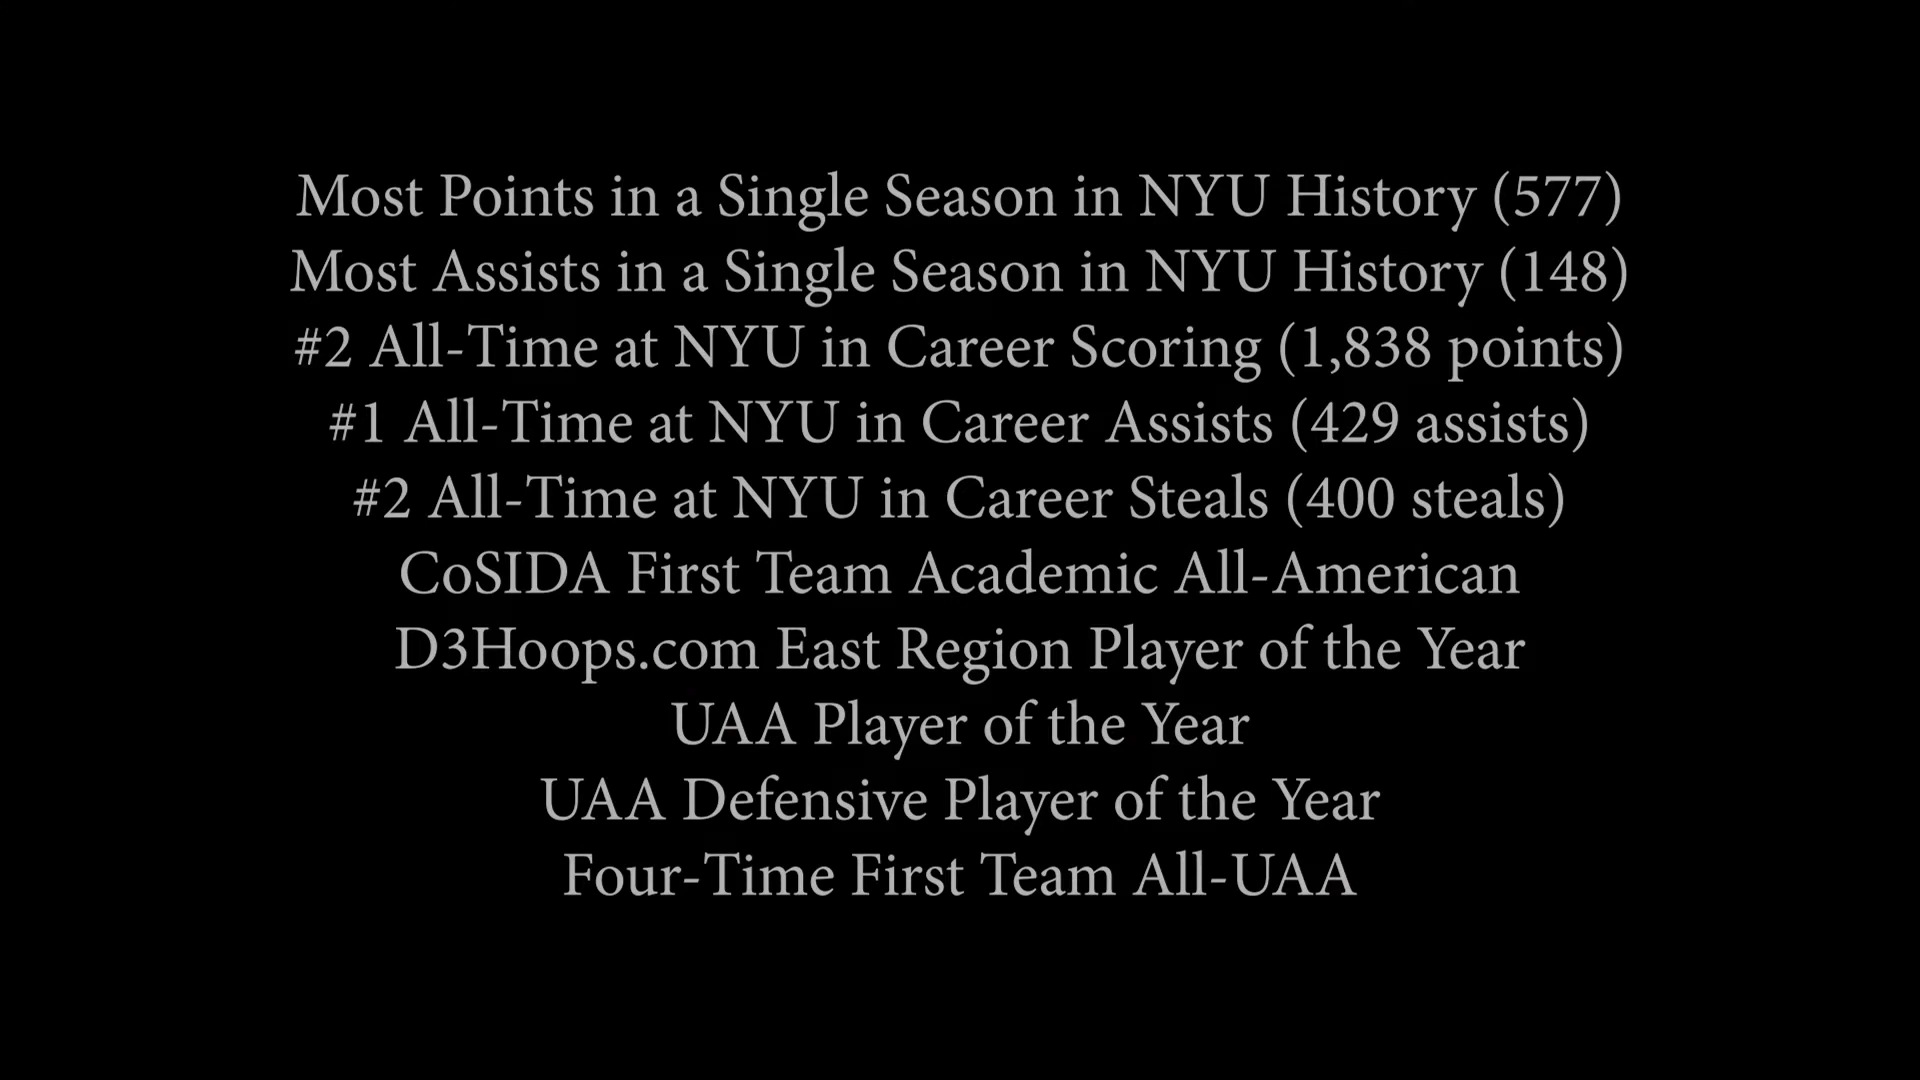 Most Points in a Single Season in NYU History (577)
Most Assists in a Single Season in NYU History (148)
#2 All-Time at NYU in Career Scoring (1,838 points)
#1 All-Time at NYU in Career Assists (429 assists)
#2 All-Time at NYU in Career Steals (400 steals)
CoSIDA First Team Academic All-American
D3Hoops.com East Region Player of the Year
UAA Player of the Year
UAA Defensive Player of the Year
Four-Time First Team All-UAA